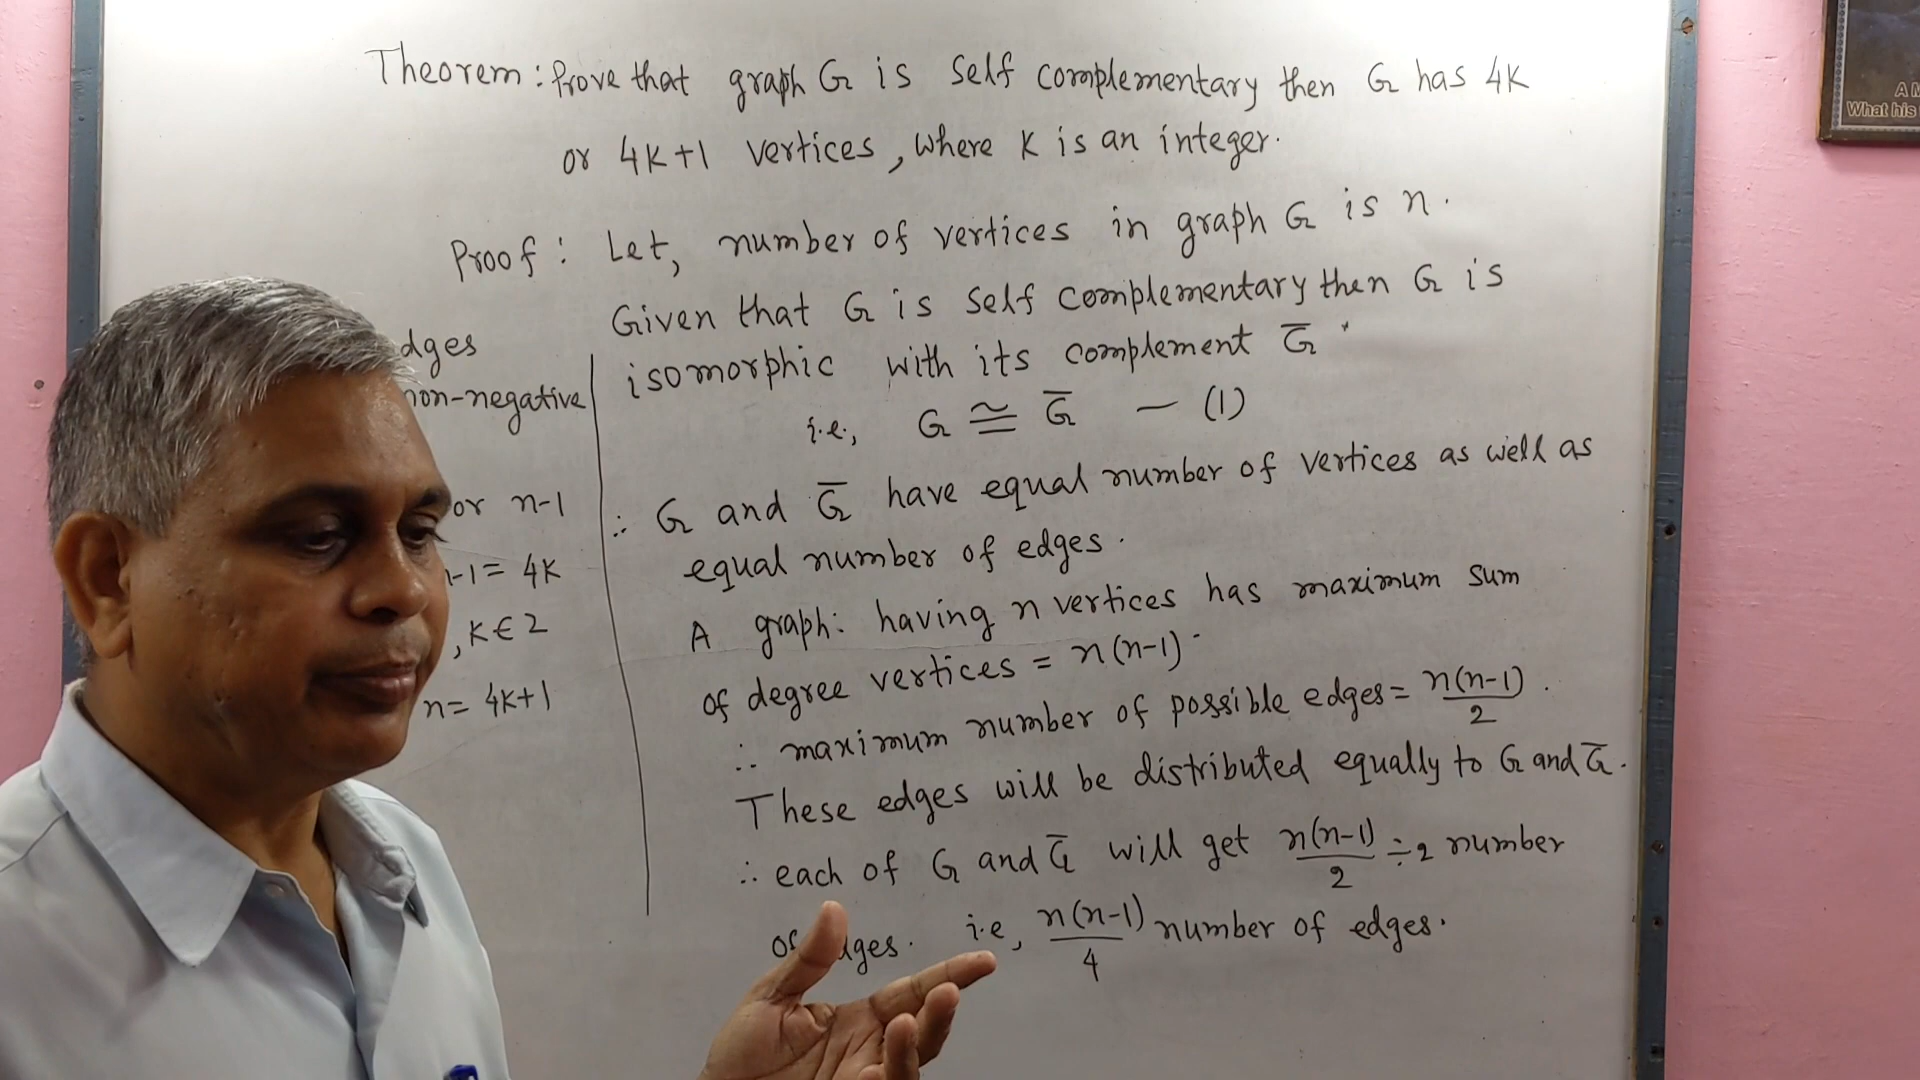 Theorem: Prove that graph G is self complementary then G has 4K
or 4K+1 vertices, where K is an integer.
Proof: Let, number of vertices in graph G is n.
Given that G is self complementary then G is
isomorphic with its complement G̅.
i.e., G ≅ G̅ — (1)
∴ G and G̅ have equal number of vertices as well as
equal number of edges.
A graph: having n vertices has maximum sum
of degree vertices = n(n-1).
∴ maximum number of possible edges = n(n-1)/2.
These edges will be distributed equally to G and G̅.
∴ each of G and G̅ will get n(n-1)/2 ÷2 number
of edges. i.e, n(n-1)/4 number of edges.
dges
non-negative
or n-1
-1= 4K
, K∈2
n= 4K+1
A M
What his